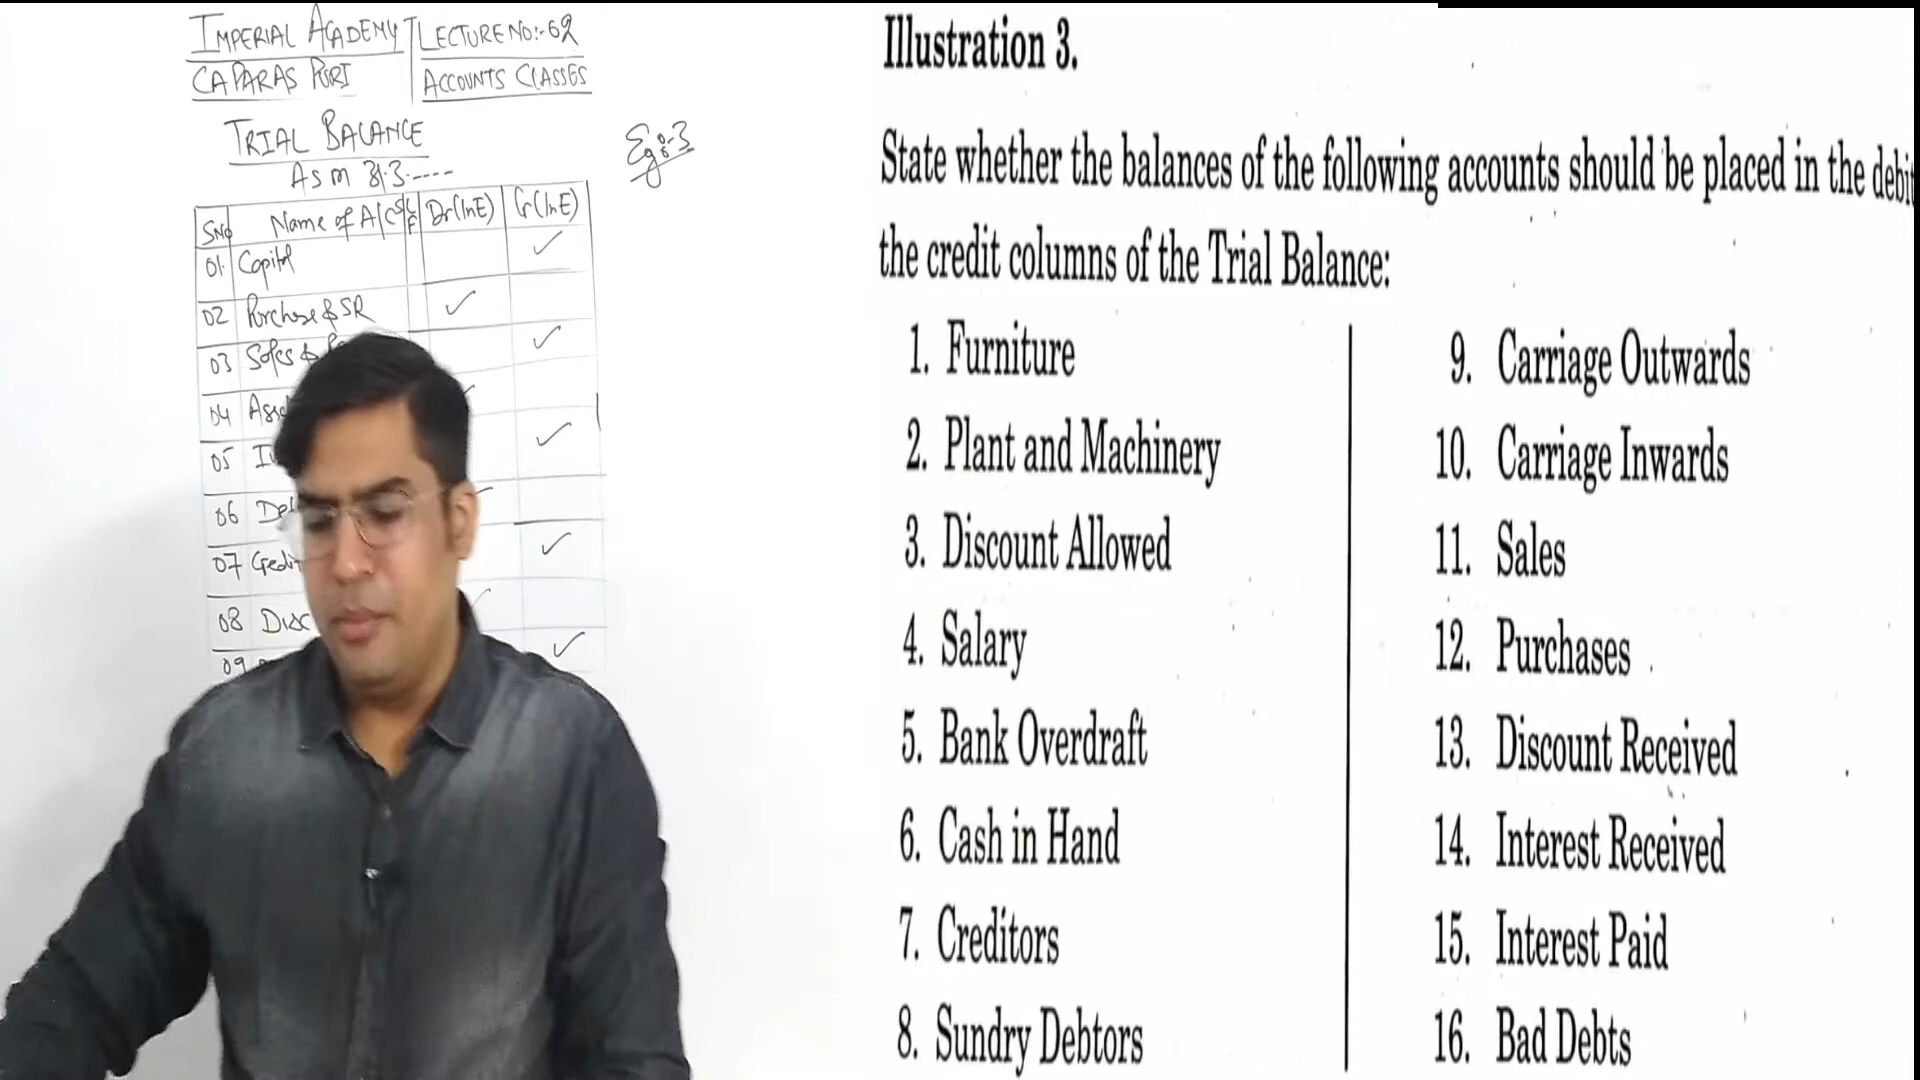 IMPERIAL ACADEMY
LECTURE NO:-62
CA PARAS PURI
ACCOUNTS CLASSES
TRIAL BALANCE
Eg:-3
SNo Name of A/Cs LF Dr(InE) Cr(InE)
01. Capital
02 Purchase & SR
03 Sales &
04
05
06
07
08 Disc
09
Illustration 3.
State whether the balances of the following accounts should be placed in the debit
the credit columns of the Trial Balance:
1. Furniture
2. Plant and Machinery
3. Discount Allowed
4. Salary
5. Bank Overdraft
6. Cash in Hand
7. Creditors
8. Sundry Debtors
9. Carriage Outwards
10. Carriage Inwards
11. Sales
12. Purchases
13. Discount Received
14. Interest Received
15. Interest Paid
16. Bad Debts